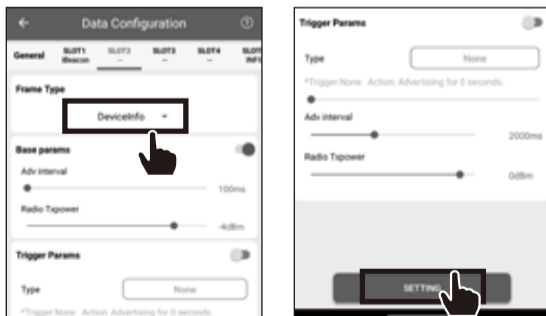 Data Configuration
General
SLOT1
iBeacon
SLOT2
--
SLOT3
--
SLOT4
--
SLOT
INFO
Frame Type
DeviceInfo
Base params
Adv interval
100ms
Radio Txpower
-4dBm
Trigger Params
Type
None
*Trigger:None Action: Advertising for 0 seconds.
Trigger Params
Type
None
*Trigger:None Action: Advertising for 0 seconds.
Adv interval
2000ms
Radio Txpower
0dBm
SETTING